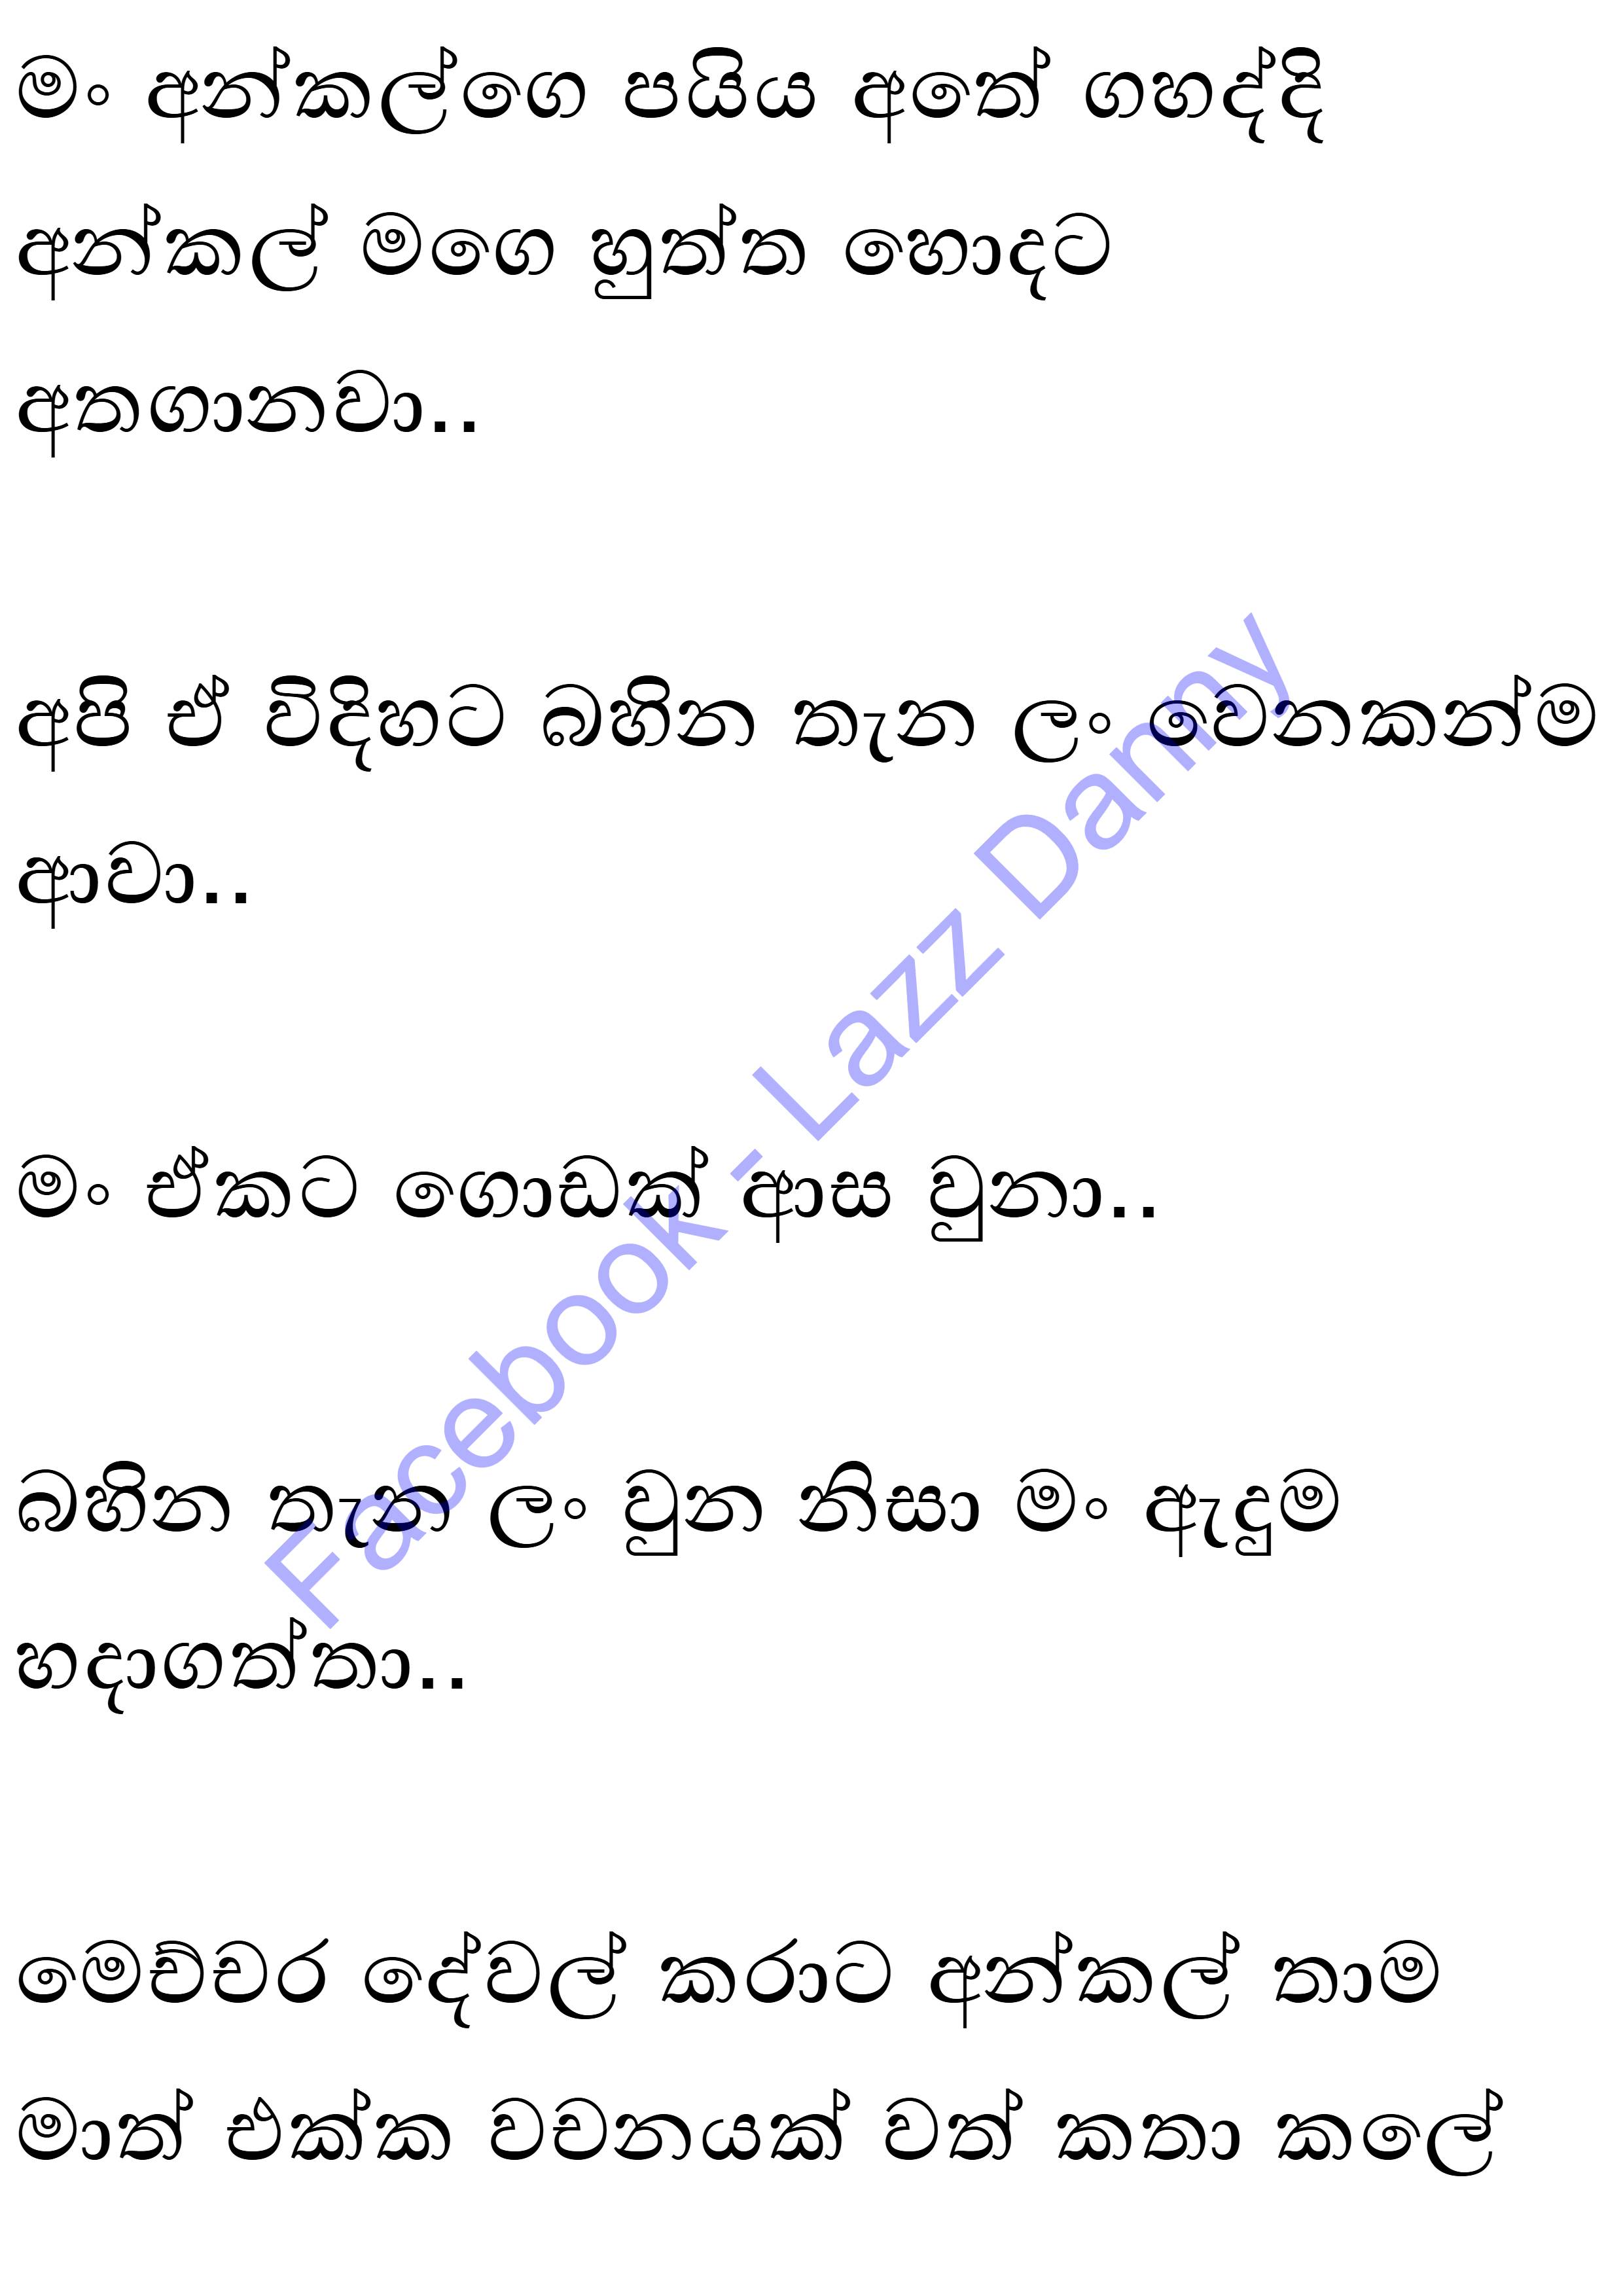 මං අන්කල්ගෙ පයිය අතේ ගහද්දි
අන්කල් මගෙ හුත්ත හොදට
අතගානවා..
අපි ඒ විදිහට බහින තැන ලං වෙනකන්ම
ආවා..
මං ඒකට ගොඩක් ආස වුනා..
බහින තැන ලං වුන නිසා මං ඇදුම
හදාගත්තා..
මෙච්චර දේවල් කරාට අන්කල් තාම
මාත් එක්ක වචනයක් වත් කතා කලේ
Facebook - Lazz Danny